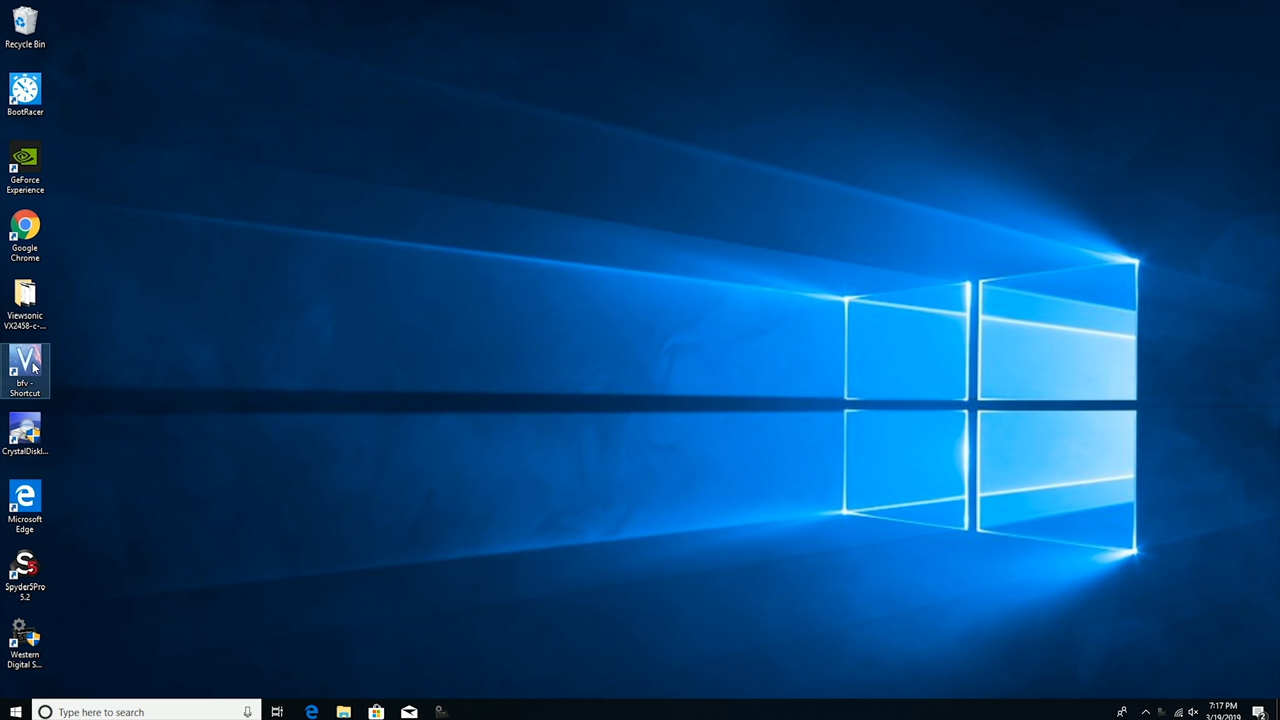 Recycle Bin
BootRacer
GeForce
Experience
Google
Chrome
Viewsonic
VX2458-c-...
bfv -
Shortcut
CrystalDiskI...
Microsoft
Edge
Spyder5Pro
5.2
Western
Digital S...
Type here to search
7:17 PM
3/19/2019